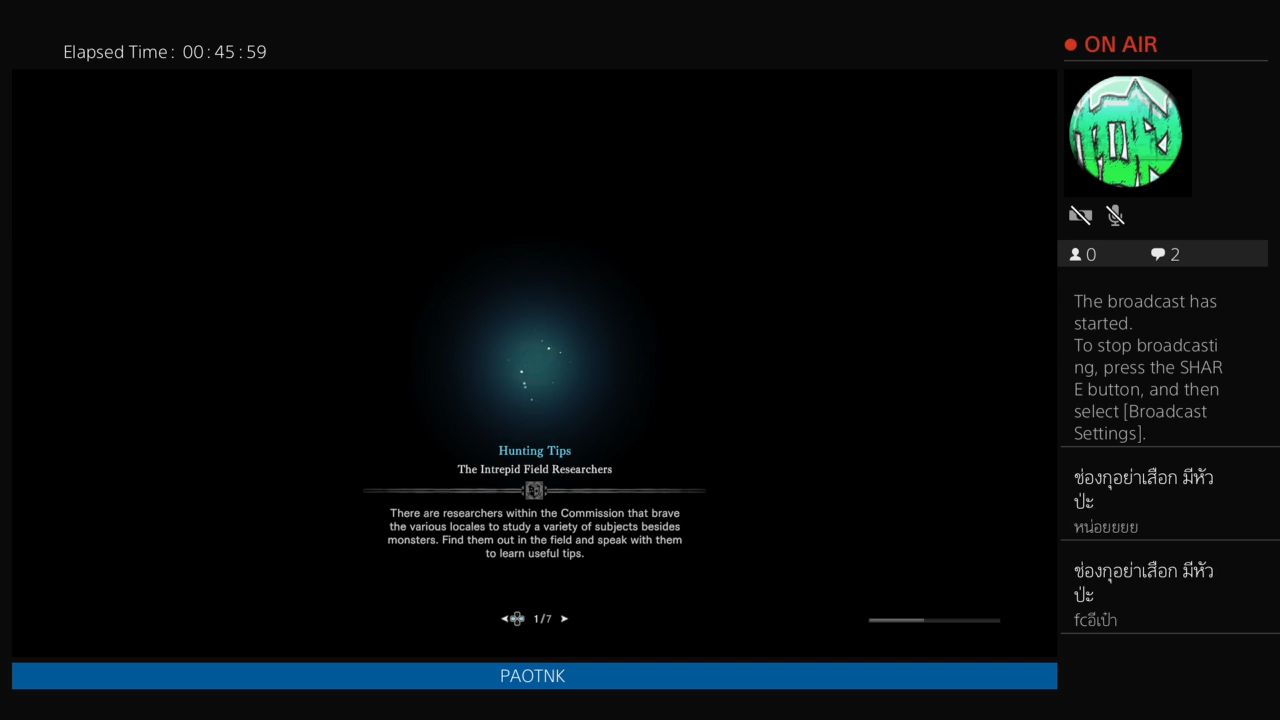 Elapsed Time: 00:45:59
ON AIR
0 2
The broadcast has
started.
To stop broadcasti
ng, press the SHAR
E button, and then
select [Broadcast
Settings].
ช่องกุอย่าเสือก มีหัว
ป่ะ
หน่อยยยย
ช่องกุอย่าเสือก มีหัว
ป่ะ
fcอีเป๋า
Hunting Tips
The Intrepid Field Researchers
There are researchers within the Commission that brave
the various locales to study a variety of subjects besides
monsters. Find them out in the field and speak with them
to learn useful tips.
1/7
PAOTNK